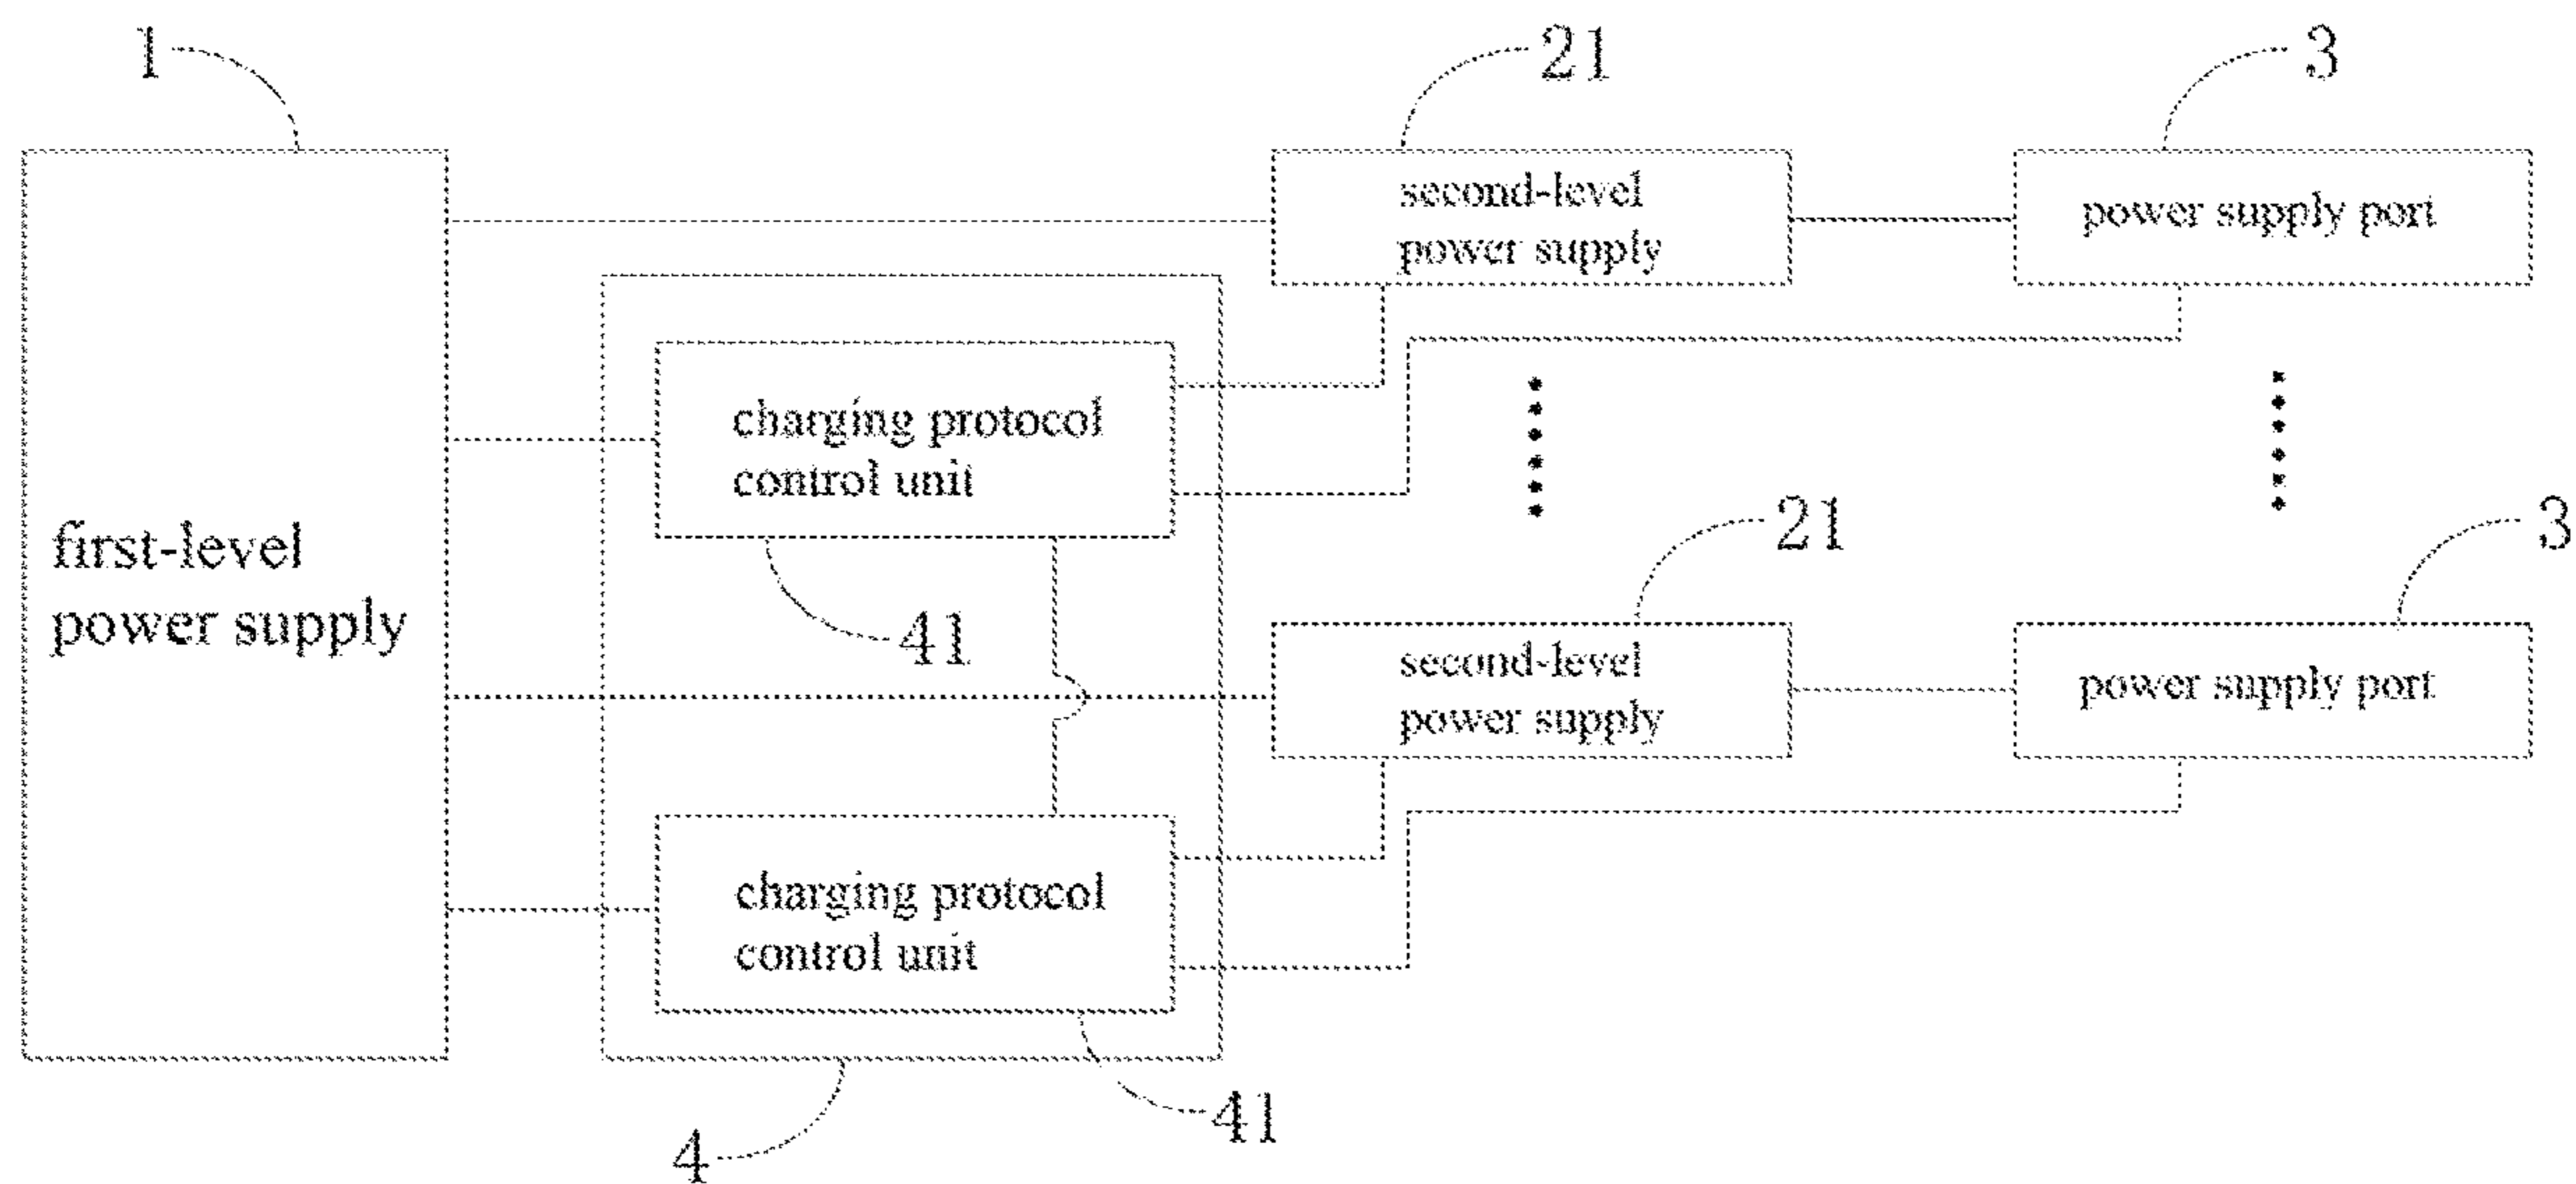 1
21
3
second-level
power supply
power supply port
charging protocol
control unit
21
3
first-level
power supply
41
second-level
power supply
power supply port
charging protocol
control unit
41
4